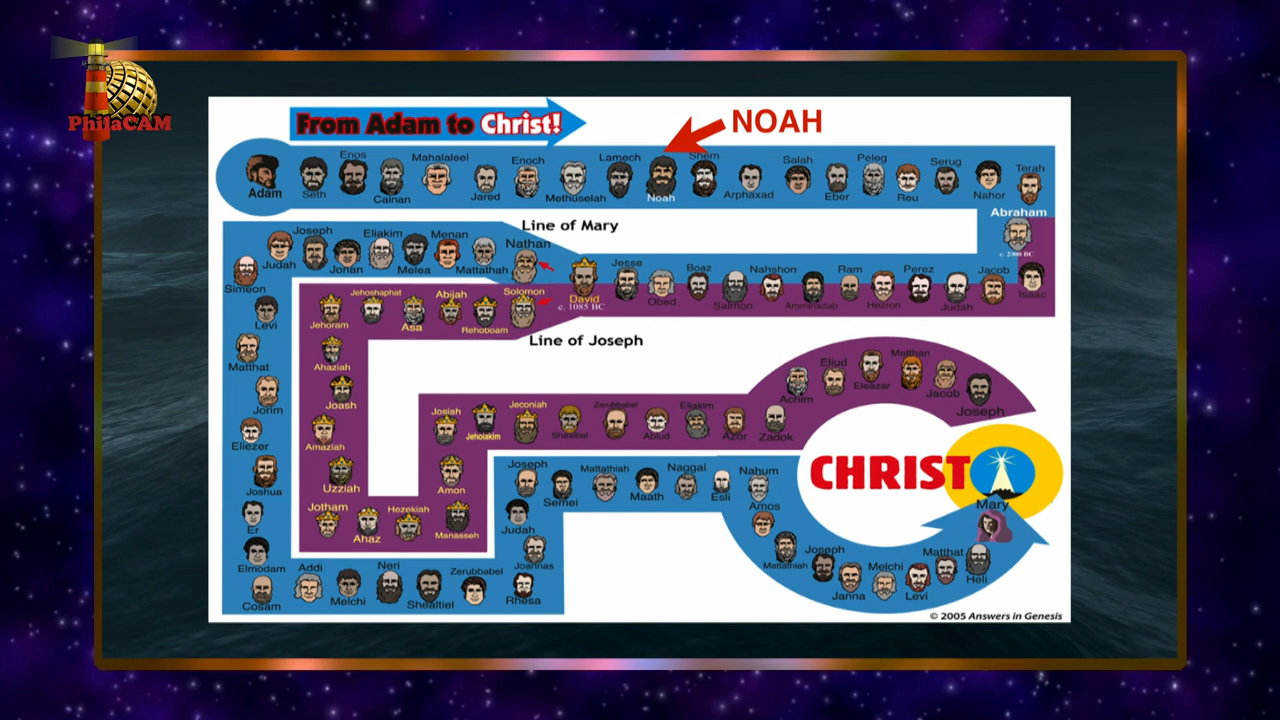 PhilaCAM
From Adam to Christ!
NOAH
Adam
Seth
Enos
Cainan
Mahalaleel
Jared
Enoch
Methuselah
Lamech
Noah
Shem
Arphaxad
Salah
Eber
Peleg
Reu
Serug
Nahor
Terah
Abraham
c. 2000 BC
Isaac
Jacob
Judah
Perez
Hezron
Ram
Amminadab
Nahshon
Salmon
Boaz
Obed
Jesse
David
c. 1085 BC
Line of Mary
Nathan
Mattathah
Menan
Melea
Eliakim
Jonan
Joseph
Judah
Simeon
Levi
Matthat
Jorim
Eliezer
Joshua
Er
Elmodam
Cosam
Addi
Melchi
Neri
Shealtiel
Zerubbabel
Rhesa
Joannas
Judah
Joseph
Semei
Mattathiah
Maath
Naggai
Esli
Nahum
Amos
Mattathiah
Joseph
Janna
Melchi
Levi
Matthat
Heli
Mary
Line of Joseph
Solomon
Rehoboam
Abijah
Asa
Jehoshaphat
Jehoram
Ahaziah
Joash
Amaziah
Uzziah
Jotham
Ahaz
Hezekiah
Manasseh
Amon
Josiah
Jehoiakim
Jeconiah
Shealtiel
Zerubbabel
Abiud
Eliakim
Azor
Zadok
Achim
Eliud
Eleazar
Matthan
Jacob
Joseph
CHRIST
© 2005 Answers in Genesis